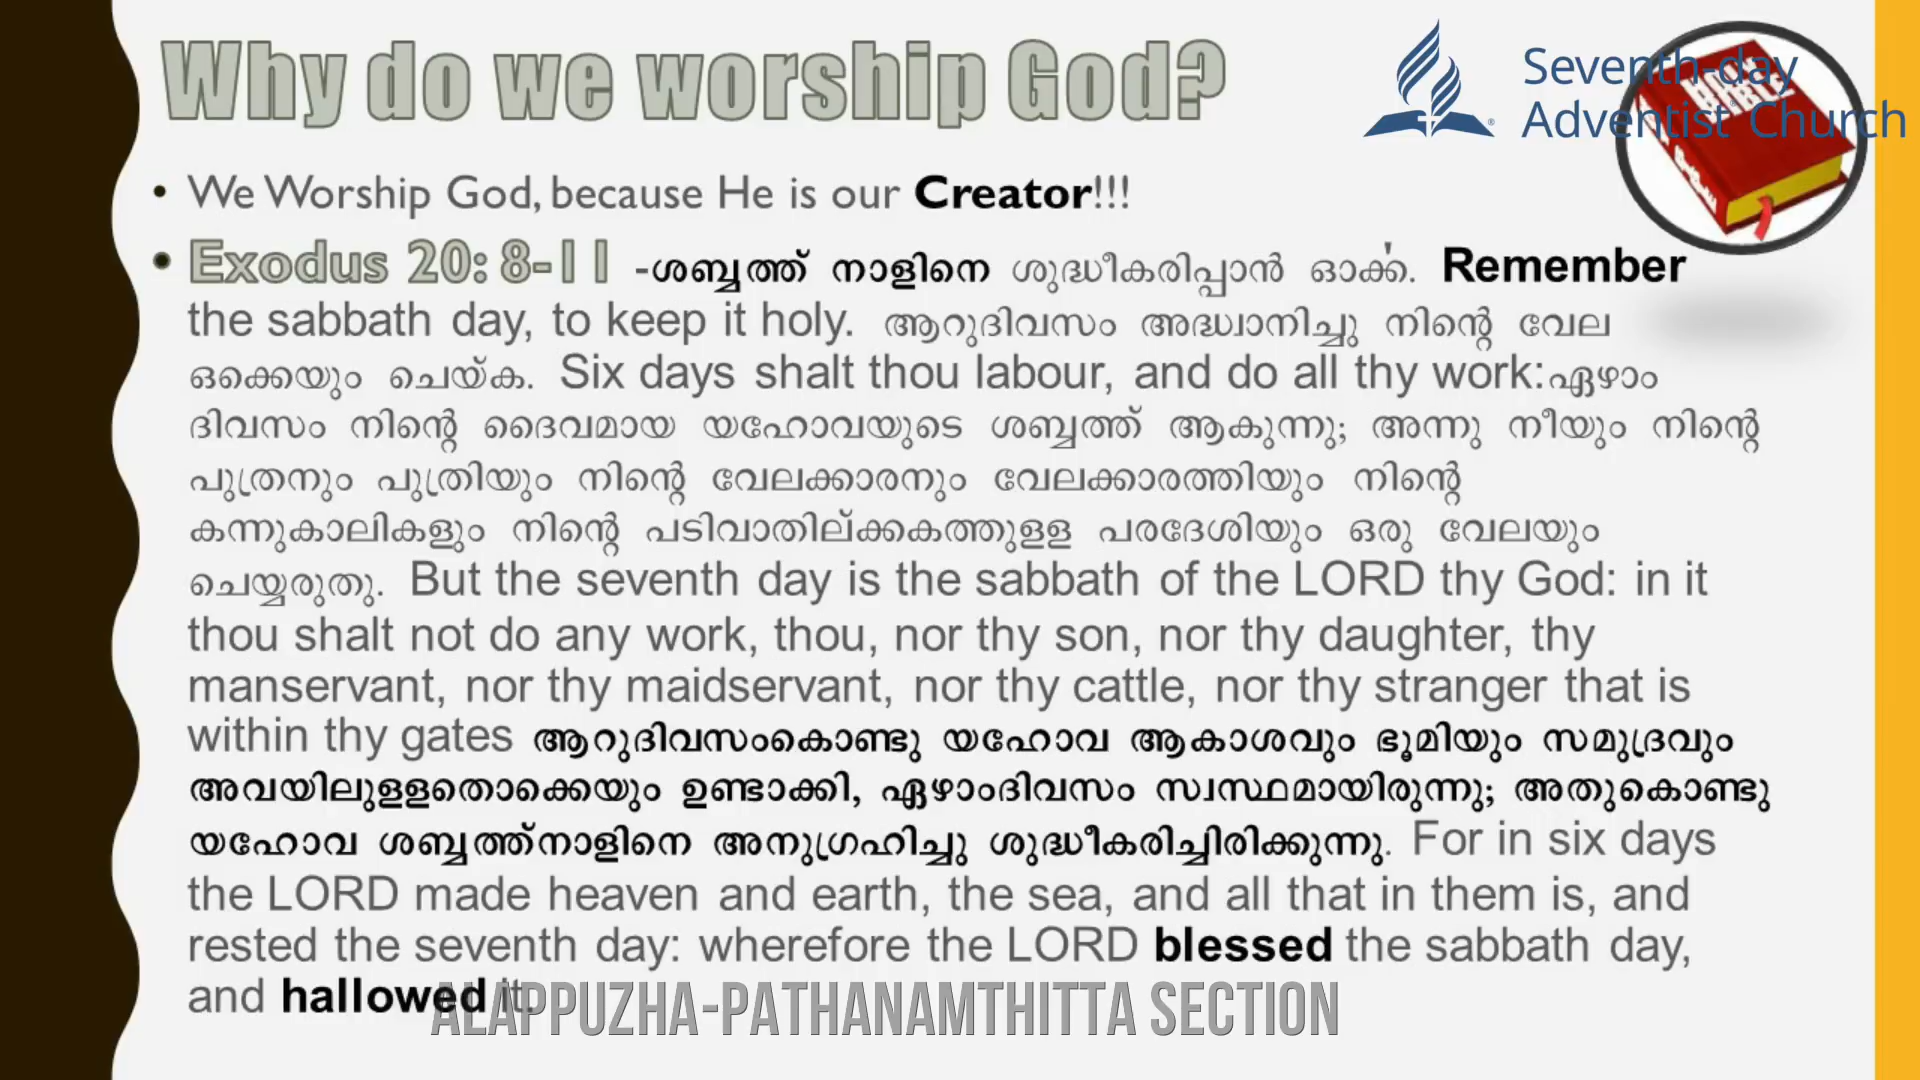 Why do we worship God?
Seventh-day
Adventist Church
BIBLE
• We Worship God, because He is our Creator!!!
• Exodus 20: 8-11 -ശബ്ബത്ത് നാളിനെ ശുദ്ധീകരിപ്പാൻ ഓർക്ക. Remember
the sabbath day, to keep it holy. ആറുദിവസം അദ്ധ്വാനിച്ചു നിന്റെ വേല
ഒക്കെയും ചെയ്ക. Six days shalt thou labour, and do all thy work:ഏഴാം
ദിവസം നിന്റെ ദൈവമായ യഹോവയുടെ ശബ്ബത്ത് ആകുന്നു; അന്നു നീയും നിന്റെ
പുത്രനും പുത്രിയും നിന്റെ വേലക്കാരനും വേലക്കാരത്തിയും നിന്റെ
കന്നുകാലികളും നിന്റെ പടിവാതില്ക്കകത്തുളള പരദേശിയും ഒരു വേലയും
ചെയ്യരുതു. But the seventh day is the sabbath of the LORD thy God: in it
thou shalt not do any work, thou, nor thy son, nor thy daughter, thy
manservant, nor thy maidservant, nor thy cattle, nor thy stranger that is
within thy gates ആറുദിവസംകൊണ്ടു യഹോവ ആകാശവും ഭൂമിയും സമുദ്രവും
അവയിലുളളതൊക്കെയും ഉണ്ടാക്കി, ഏഴാംദിവസം സ്വസ്ഥമായിരുന്നു; അതുകൊണ്ടു
യഹോവ ശബ്ബത്ത്നാളിനെ അനുഗ്രഹിച്ചു ശുദ്ധീകരിച്ചിരിക്കുന്നു. For in six days
the LORD made heaven and earth, the sea, and all that in them is, and
rested the seventh day: wherefore the LORD blessed the sabbath day,
and hallowed it.
ALAPPUZHA-PATHANAMTHITTA SECTION